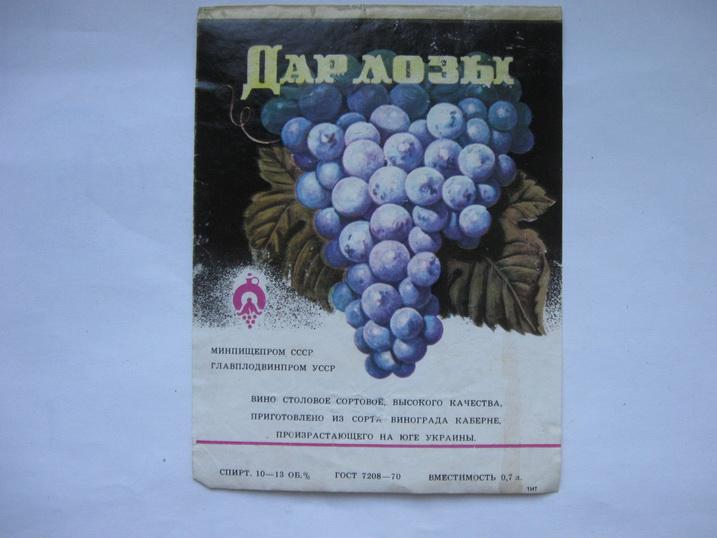 ДАР ЛОЗЫ
МИНПИЩЕПРОМ СССР
ГЛАВПЛОДВИНПРОМ УССР
ВИНО СТОЛОВОЕ СОРТОВОЕ, ВЫСОКОГО КАЧЕСТВА,
ПРИГОТОВЛЕНО ИЗ СОРТА ВИНОГРАДА КАБЕРНЕ,
ПРОИЗРАСТАЮЩЕГО НА ЮГЕ УКРАИНЫ.
СПИРТ. 10—13 ОБ.% ГОСТ 7208—70 ВМЕСТИМОСТЬ 0,7 л.
ТИТ